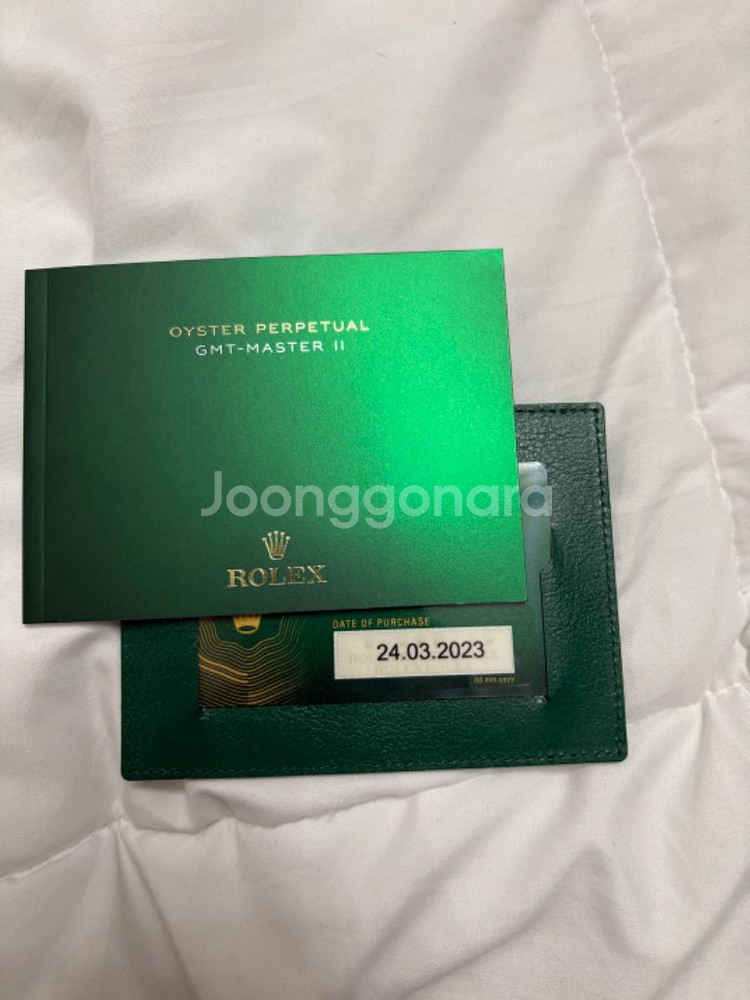 OYSTER PERPETUAL
GMT-MASTER II
Joonggonara
ROLEX
DATE OF PURCHASE
24.03.2023